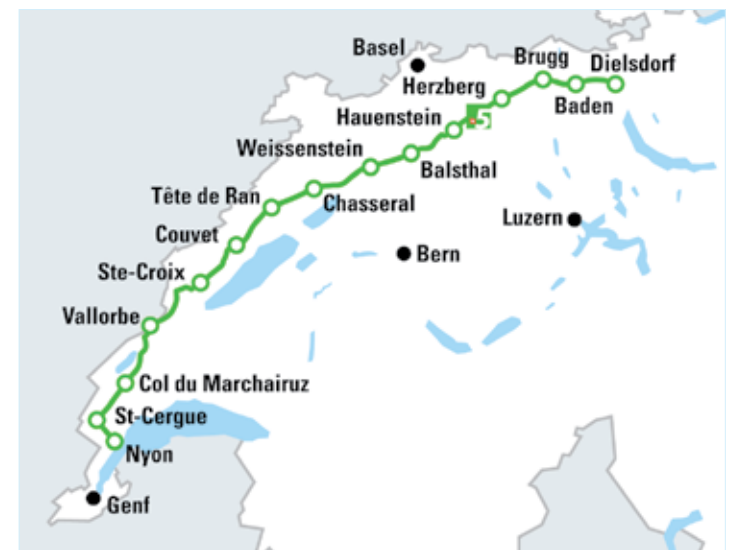 Basel
Brugg
Dielsdorf
Herzberg
Baden
Hauenstein
5
Weissenstein
Balsthal
Tête de Ran
Chasseral
Couvet
Luzern
Bern
Ste-Croix
Vallorbe
Col du Marchairuz
St-Cergue
Nyon
Genf